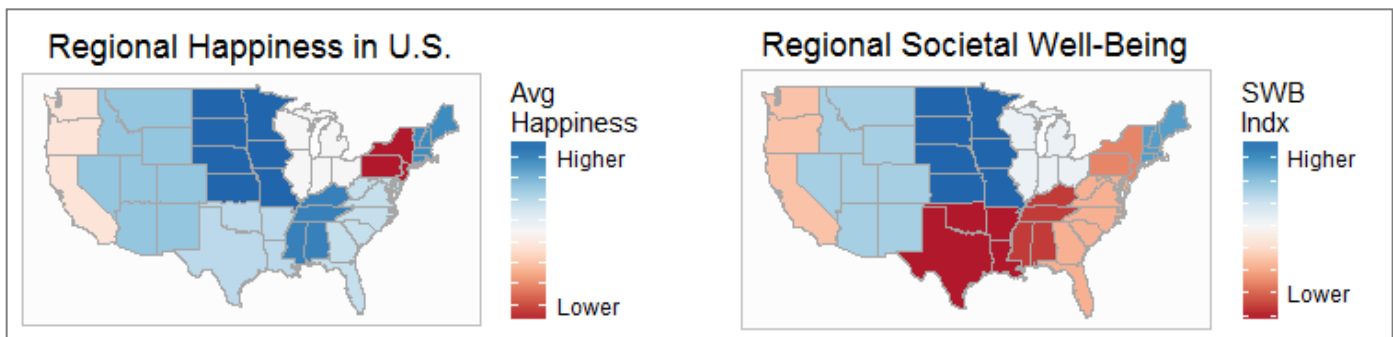 Regional Happiness in U.S.
Avg
Happiness
Higher
Lower
Regional Societal Well-Being
SWB
Indx
Higher
Lower